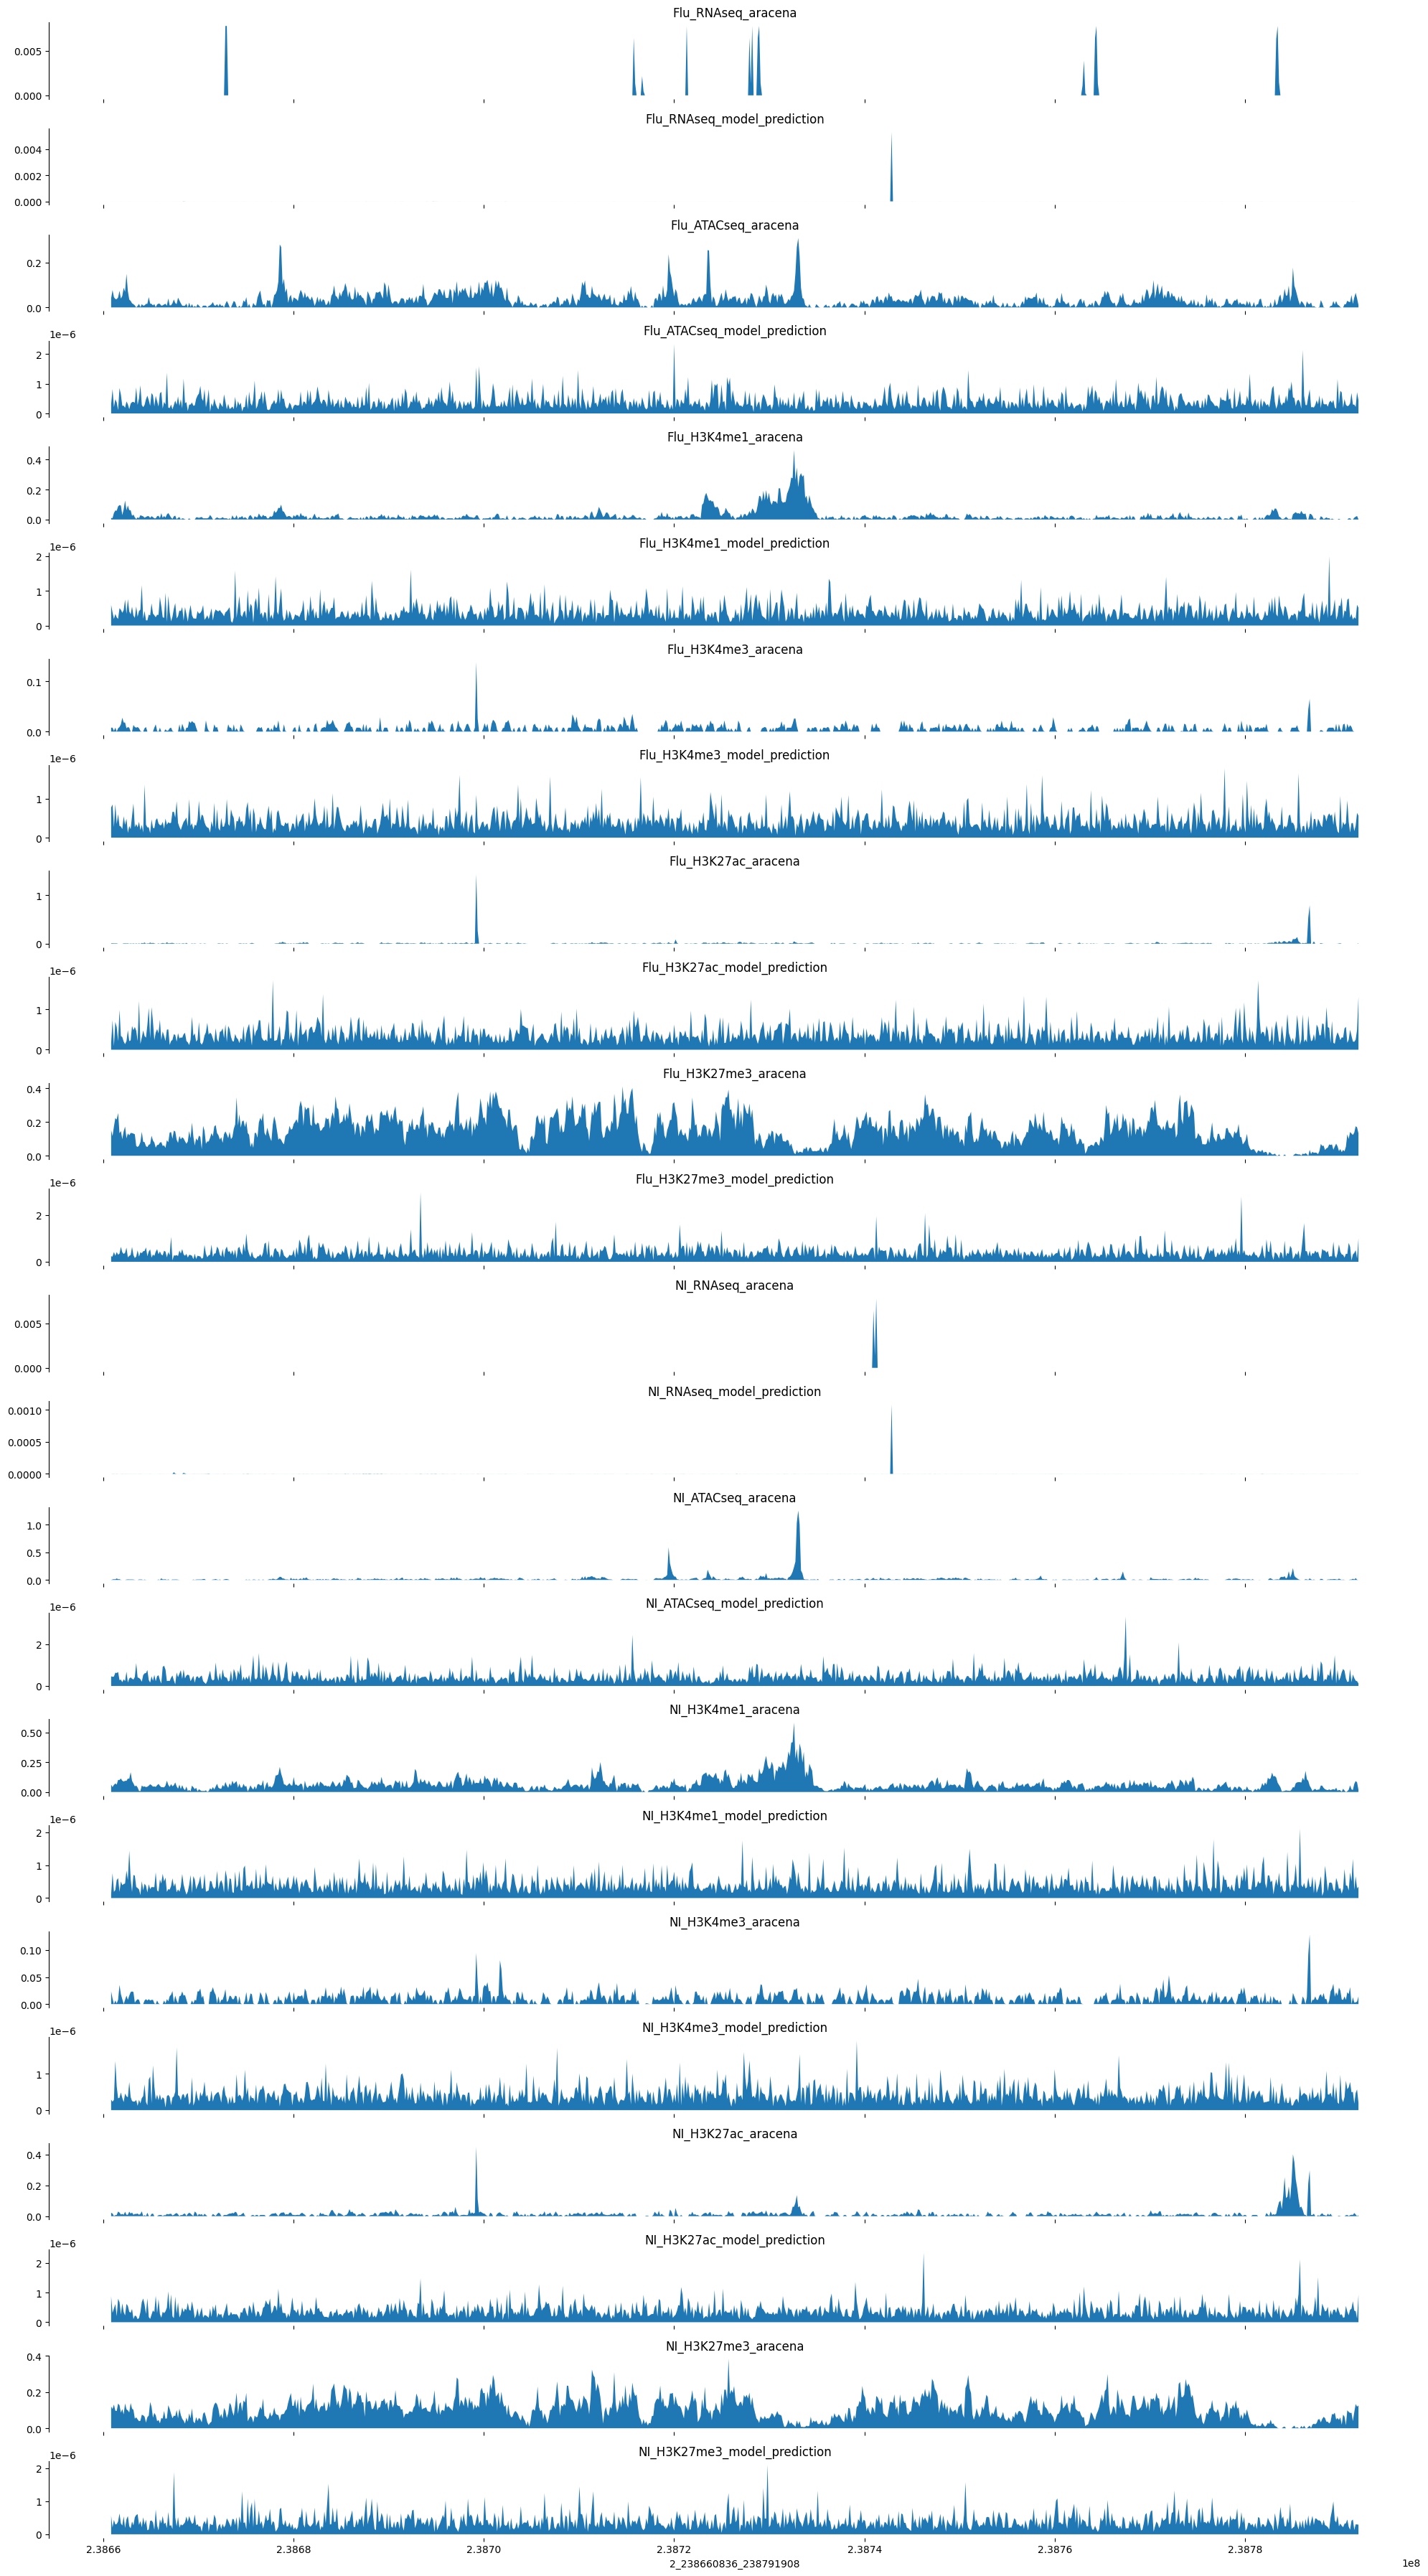 Flu_RNAseq_aracena
0.005
0.000
Flu_RNAseq_model_prediction
0.004
0.002
0.000
Flu_ATACseq_aracena
0.2
0.0
1e−6
Flu_ATACseq_model_prediction
2
1
0
Flu_H3K4me1_aracena
0.4
0.2
0.0
1e−6
Flu_H3K4me1_model_prediction
2
1
0
Flu_H3K4me3_aracena
0.1
0.0
1e−6
Flu_H3K4me3_model_prediction
1
0
Flu_H3K27ac_aracena
1
0
1e−6
Flu_H3K27ac_model_prediction
1
0
Flu_H3K27me3_aracena
0.4
0.2
0.0
1e−6
Flu_H3K27me3_model_prediction
2
0
NI_RNAseq_aracena
0.005
0.000
NI_RNAseq_model_prediction
0.0010
0.0005
0.0000
NI_ATACseq_aracena
1.0
0.5
0.0
1e−6
NI_ATACseq_model_prediction
2
0
NI_H3K4me1_aracena
0.50
0.25
0.00
1e−6
NI_H3K4me1_model_prediction
2
1
0
NI_H3K4me3_aracena
0.10
0.05
0.00
1e−6
NI_H3K4me3_model_prediction
1
0
NI_H3K27ac_aracena
0.4
0.2
0.0
1e−6
NI_H3K27ac_model_prediction
2
1
0
NI_H3K27me3_aracena
0.4
0.2
0.0
1e−6
NI_H3K27me3_model_prediction
2
1
0
2.3866 2.3868 2.3870 2.3872 2.3874 2.3876 2.3878
2_238660836_238791908
1e8